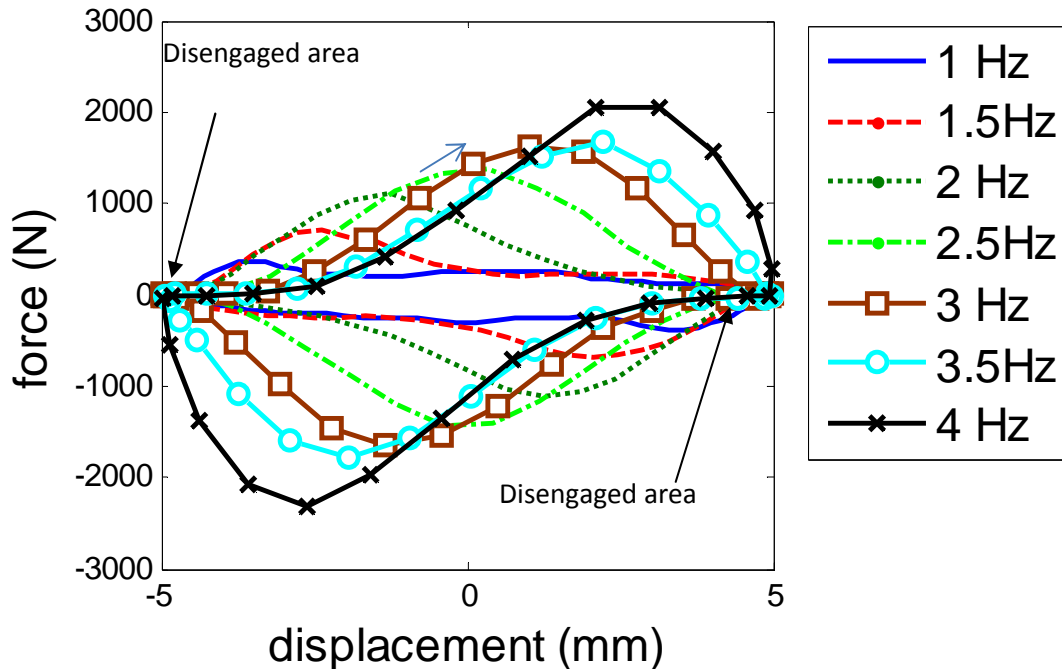 3000
2000
1000
0
-1000
-2000
-3000
force (N)
Disengaged area
Disengaged area
-5
0
5
displacement (mm)
1 Hz
1.5Hz
2 Hz
2.5Hz
3 Hz
3.5Hz
4 Hz